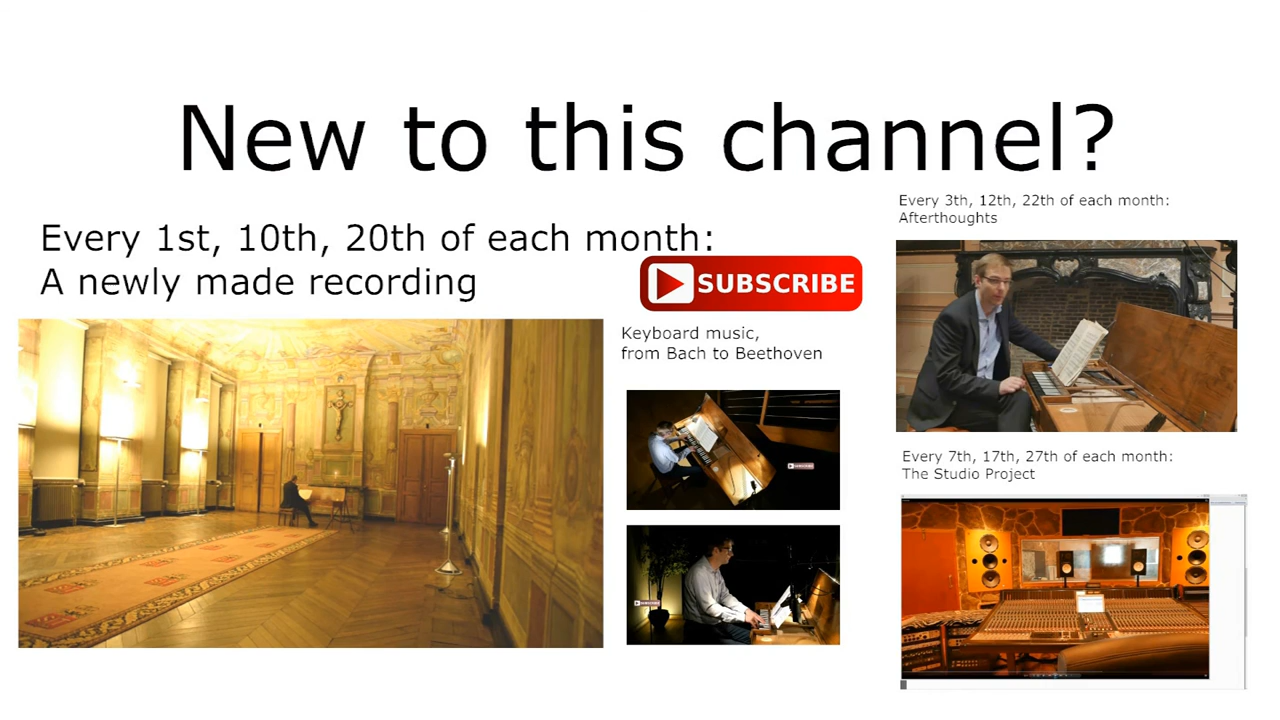 New to this channel?
Every 1st, 10th, 20th of each month:
A newly made recording
SUBSCRIBE
Keyboard music,
from Bach to Beethoven
Every 3th, 12th, 22th of each month:
Afterthoughts
Every 7th, 17th, 27th of each month:
The Studio Project